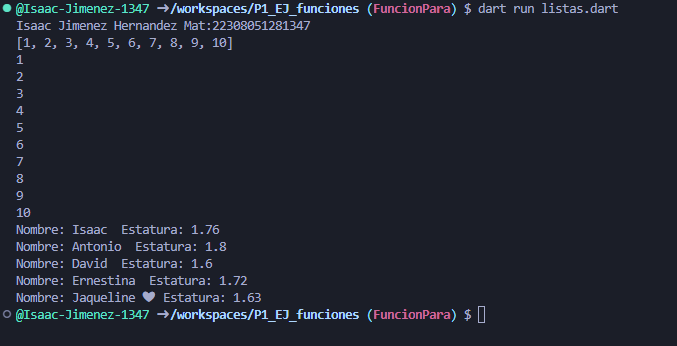 @Isaac-Jimenez-1347 →/workspaces/P1_EJ_funciones (FuncionPara) $ dart run listas.dart
Isaac Jimenez Hernandez Mat:22308051281347
[1, 2, 3, 4, 5, 6, 7, 8, 9, 10]
1
2
3
4
5
6
7
8
9
10
Nombre: Isaac  Estatura: 1.76
Nombre: Antonio  Estatura: 1.8
Nombre: David  Estatura: 1.6
Nombre: Ernestina  Estatura: 1.72
Nombre: Jaqueline 🖤 Estatura: 1.63
@Isaac-Jimenez-1347 →/workspaces/P1_EJ_funciones (FuncionPara) $